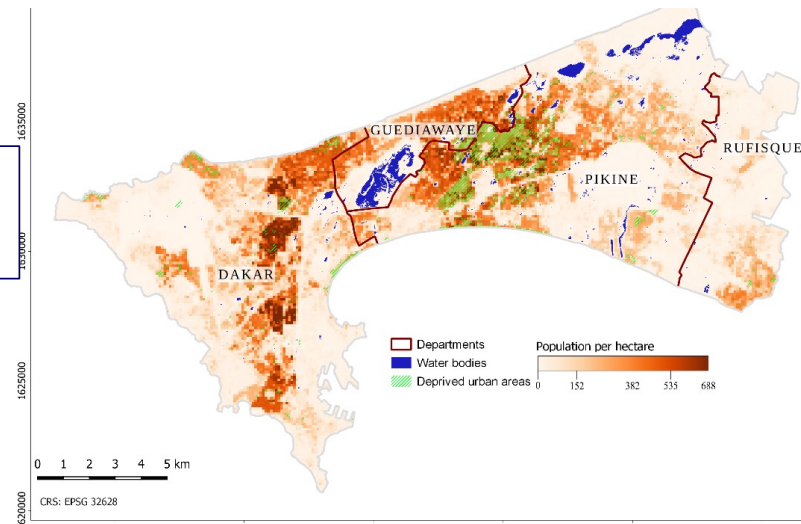 1635000
GUEDIAWAYE
RUFISQUE
PIKINE
1630000
DAKAR
Departments
Water bodies
Deprived urban areas
Population per hectare
0 152 382 535 688
1625000
0 1 2 3 4 5 km
CRS: EPSG 32628